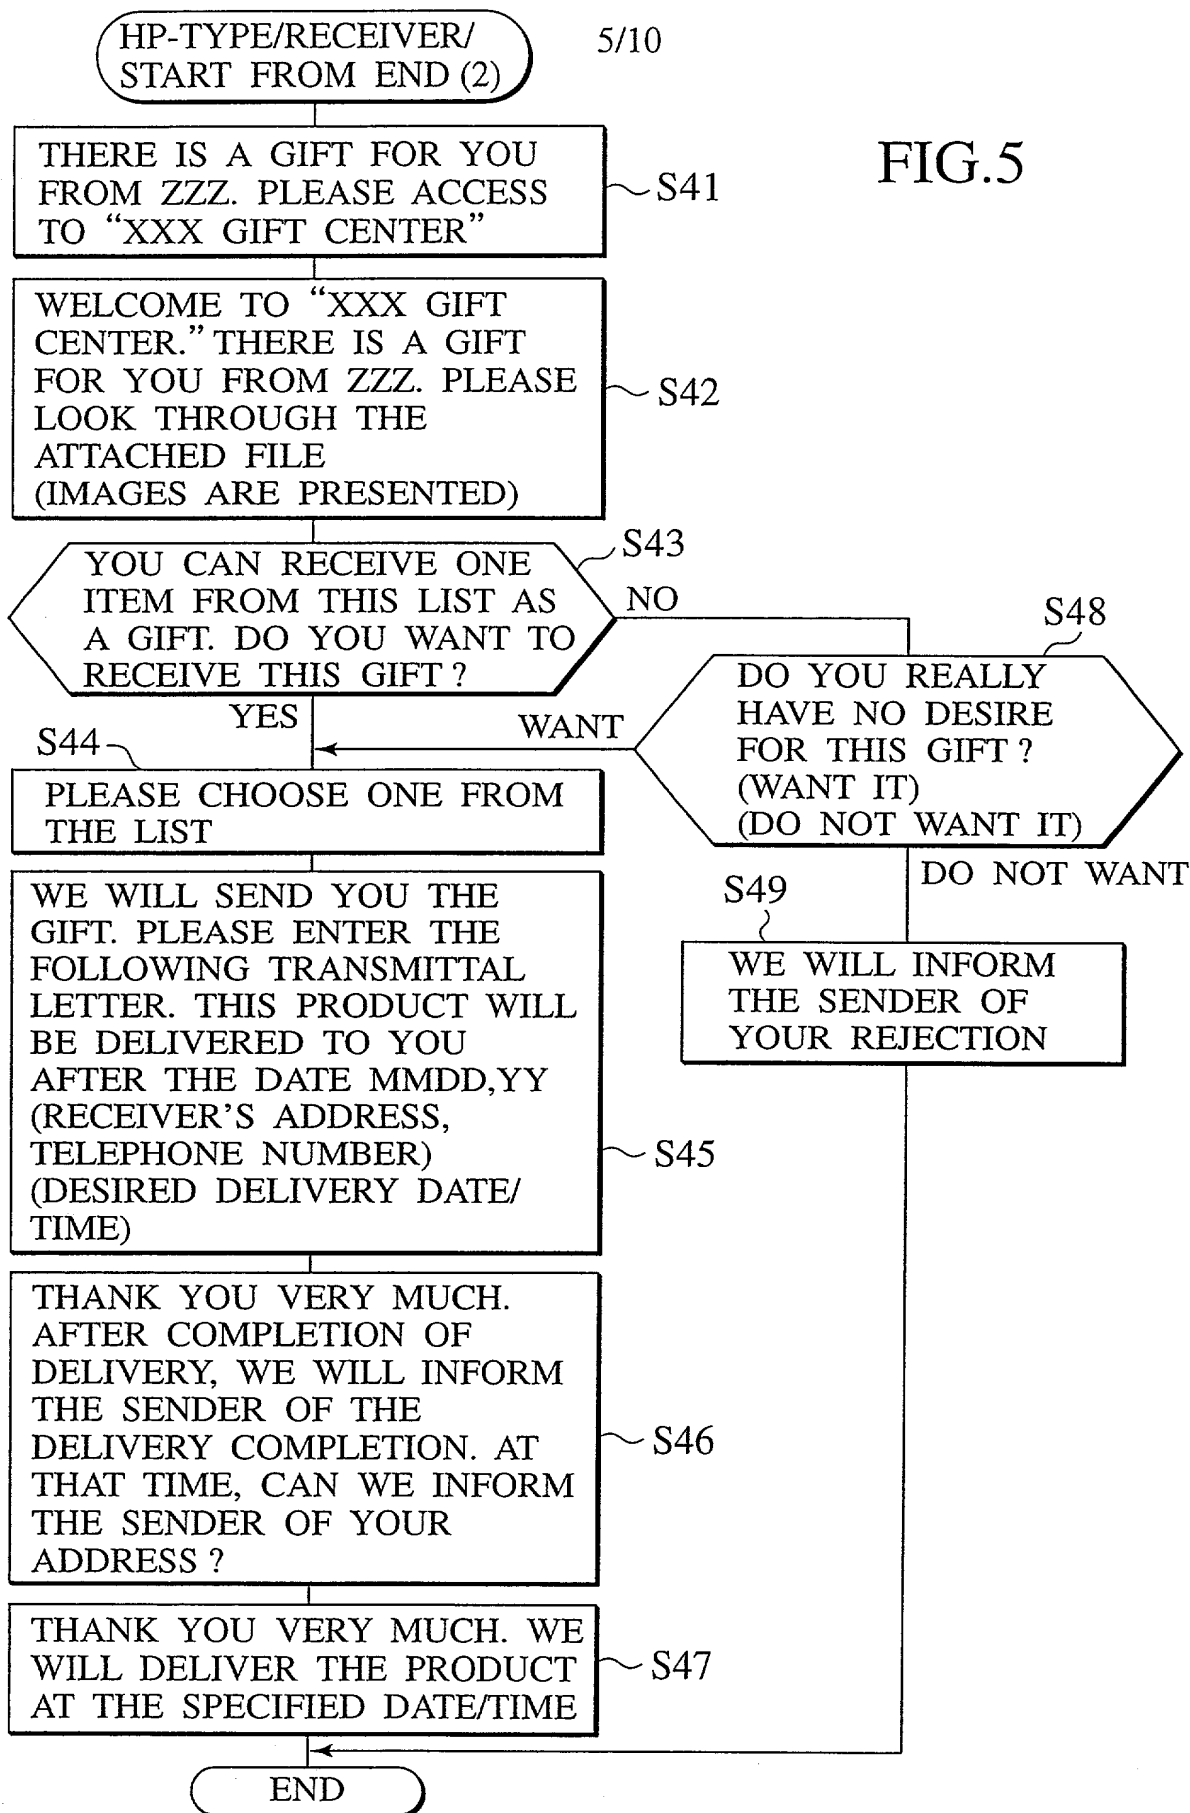 HP-TYPE/RECEIVER/
START FROM END (2)
5/10
FIG.5
THERE IS A GIFT FOR YOU
FROM ZZZ. PLEASE ACCESS
TO “XXX GIFT CENTER”
S41
WELCOME TO “XXX GIFT
CENTER.” THERE IS A GIFT
FOR YOU FROM ZZZ. PLEASE
LOOK THROUGH THE
ATTACHED FILE
(IMAGES ARE PRESENTED)
S42
S43
YOU CAN RECEIVE ONE
ITEM FROM THIS LIST AS
A GIFT. DO YOU WANT TO
RECEIVE THIS GIFT ?
NO
YES
S48
DO YOU REALLY
HAVE NO DESIRE
FOR THIS GIFT ?
(WANT IT)
(DO NOT WANT IT)
WANT
DO NOT WANT
S44
PLEASE CHOOSE ONE FROM
THE LIST
S49
WE WILL INFORM
THE SENDER OF
YOUR REJECTION
WE WILL SEND YOU THE
GIFT. PLEASE ENTER THE
FOLLOWING TRANSMITTAL
LETTER. THIS PRODUCT WILL
BE DELIVERED TO YOU
AFTER THE DATE MMDD,YY
(RECEIVER’S ADDRESS,
TELEPHONE NUMBER)
(DESIRED DELIVERY DATE/
TIME)
S45
THANK YOU VERY MUCH.
AFTER COMPLETION OF
DELIVERY, WE WILL INFORM
THE SENDER OF THE
DELIVERY COMPLETION. AT
THAT TIME, CAN WE INFORM
THE SENDER OF YOUR
ADDRESS ?
S46
THANK YOU VERY MUCH. WE
WILL DELIVER THE PRODUCT
AT THE SPECIFIED DATE/TIME
S47
END